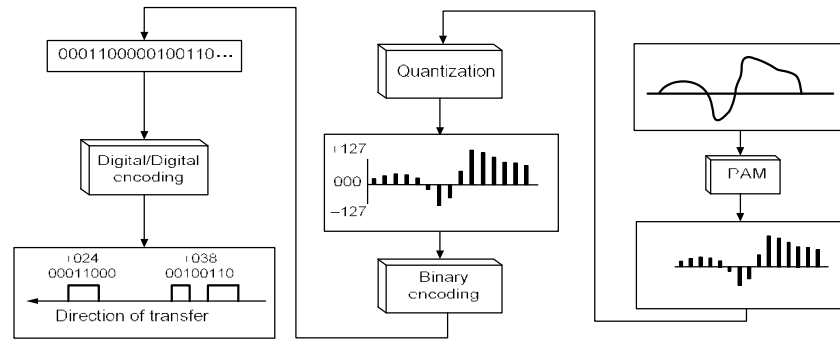 0001100000100110...
Digital/Digital
encoding
+024
00011000
+038
00100110
Direction of transfer
Quantization
+127
000
−127
Binary
encoding
PAM